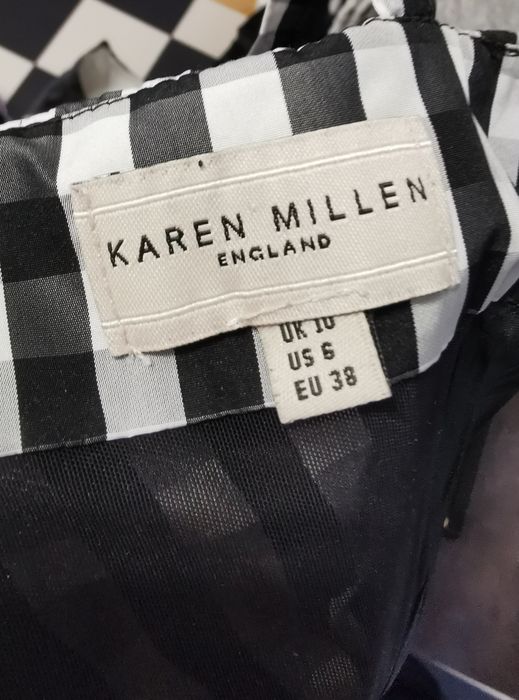 KAREN MILLEN
ENGLAND
UK 10
US 6
EU 38